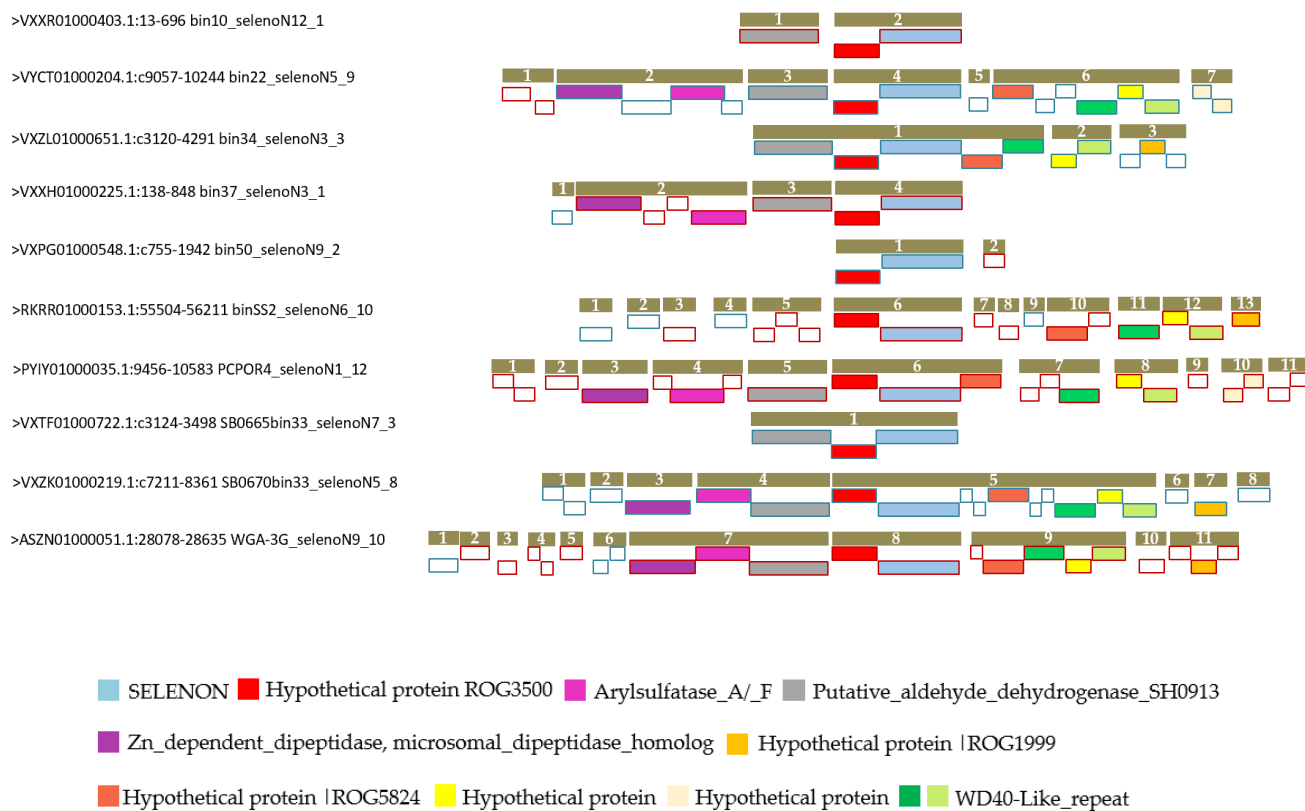 >VXXR01000403.1:13-696 bin10_selenoN12_1
1 2
>VYCT01000204.1:c9057-10244 bin22_selenoN5_9
1 2 3 4 5 6 7
>VXZL01000651.1:c3120-4291 bin34_selenoN3_3
1 2 3
>VXXH01000225.1:138-848 bin37_selenoN3_1
1 2 3 4
>VXPG01000548.1:c755-1942 bin50_selenoN9_2
1 2
>RKRR01000153.1:55504-56211 binSS2_selenoN6_10
1 2 3 4 5 6 7 8 9 10 11 12 13
>PYIY01000035.1:9456-10583 PCPOR4_selenoN1_12
1 2 3 4 5 6 7 8 9 10 11
>VXTF01000722.1:c3124-3498 SB0665bin33_selenoN7_3
1
>VXZK01000219.1:c7211-8361 SB0670bin33_selenoN5_8
1 2 3 4 5 6 7 8
>ASZN01000051.1:28078-28635 WGA-3G_selenoN9_10
1 2 3 4 5 6 7 8 9 10 11
SELENON Hypothetical protein ROG3500 Arylsulfatase_A/_F Putative_aldehyde_dehydrogenase_SH0913
Zn_dependent_dipeptidase, microsomal_dipeptidase_homolog Hypothetical protein |ROG1999
Hypothetical protein |ROG5824 Hypothetical protein Hypothetical protein WD40-Like_repeat